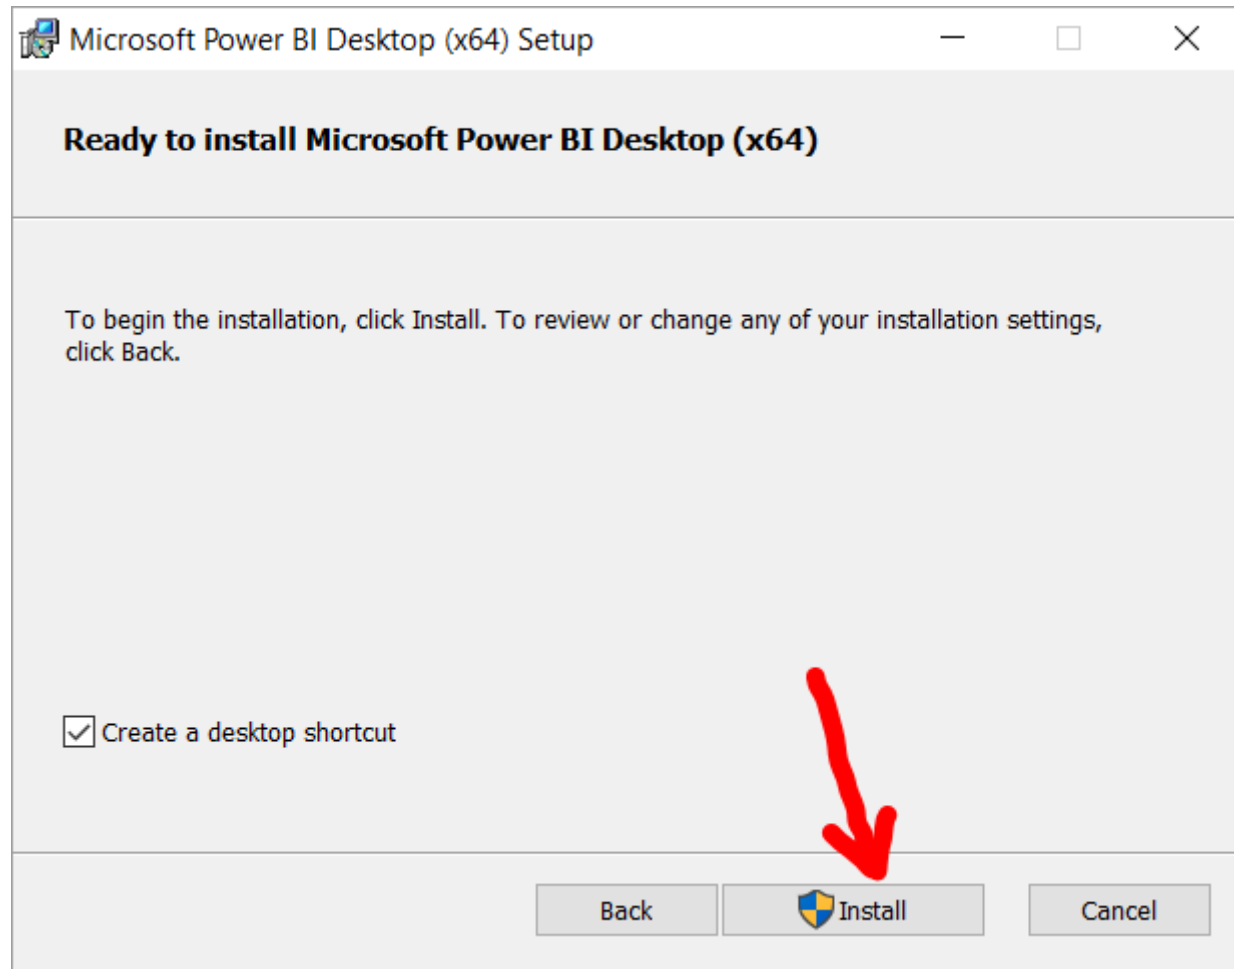 Microsoft Power BI Desktop (x64) Setup
Ready to install Microsoft Power BI Desktop (x64)
To begin the installation, click Install. To review or change any of your installation settings,
click Back.
Create a desktop shortcut
Back Install Cancel